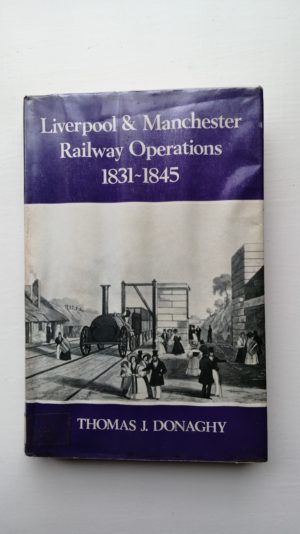 Liverpool & Manchester
Railway Operations
1831-1845
THOMAS J. DONAGHY